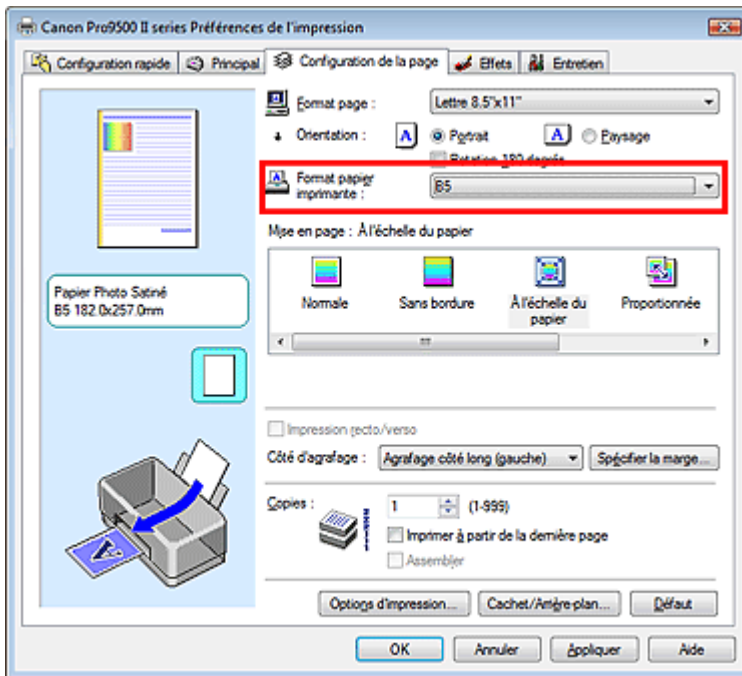 Canon Pro9500 II series Préférences de l'impression
Configuration rapide Principal Configuration de la page Effets Entretien
Format page : Lettre 8.5"x11"
Orientation : A Portrait A Paysage
Rotation 180 degrés
Format papier imprimante : B5
Mise en page : À l'échelle du papier
Normale Sans bordure À l'échelle du papier Proportionnée
Papier Photo Satiné
B5 182.0x257.0mm
Impression recto/verso
Côté d'agrafage : Agrafage côté long (gauche) Spécifier la marge...
Copies : 1 (1-999)
Imprimer à partir de la dernière page
Assembler
Options d'impression... Cachet/Arrière-plan... Défaut
OK Annuler Appliquer Aide